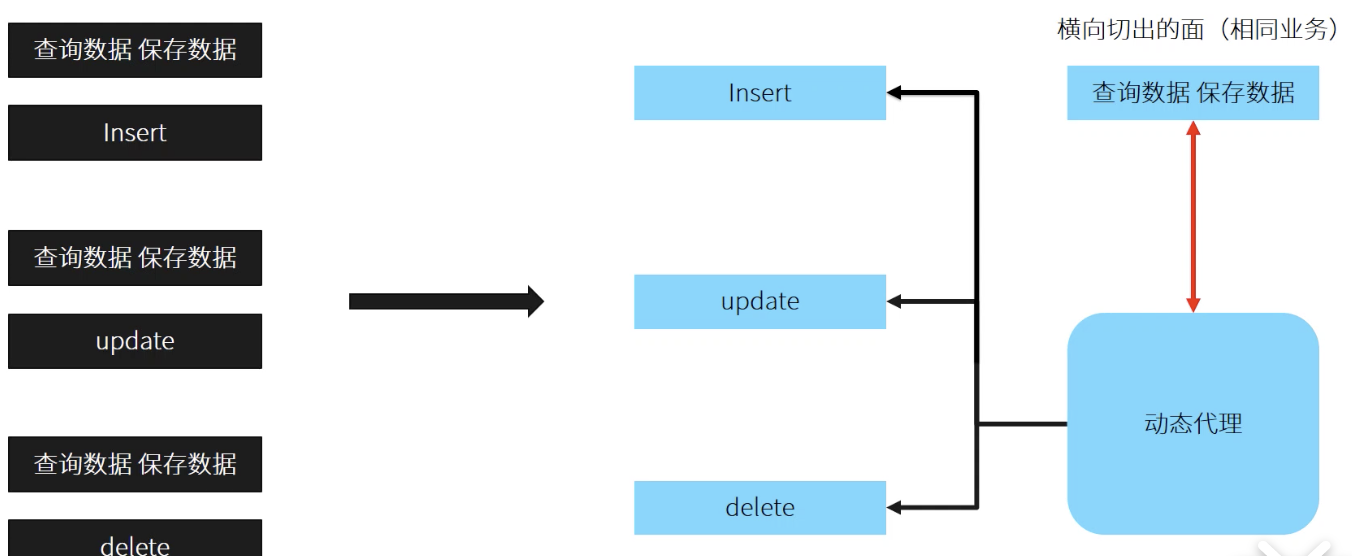 查询数据 保存数据
Insert
查询数据 保存数据
update
查询数据 保存数据
delete
Insert
update
delete
横向切出的面（相同业务）
查询数据 保存数据
动态代理